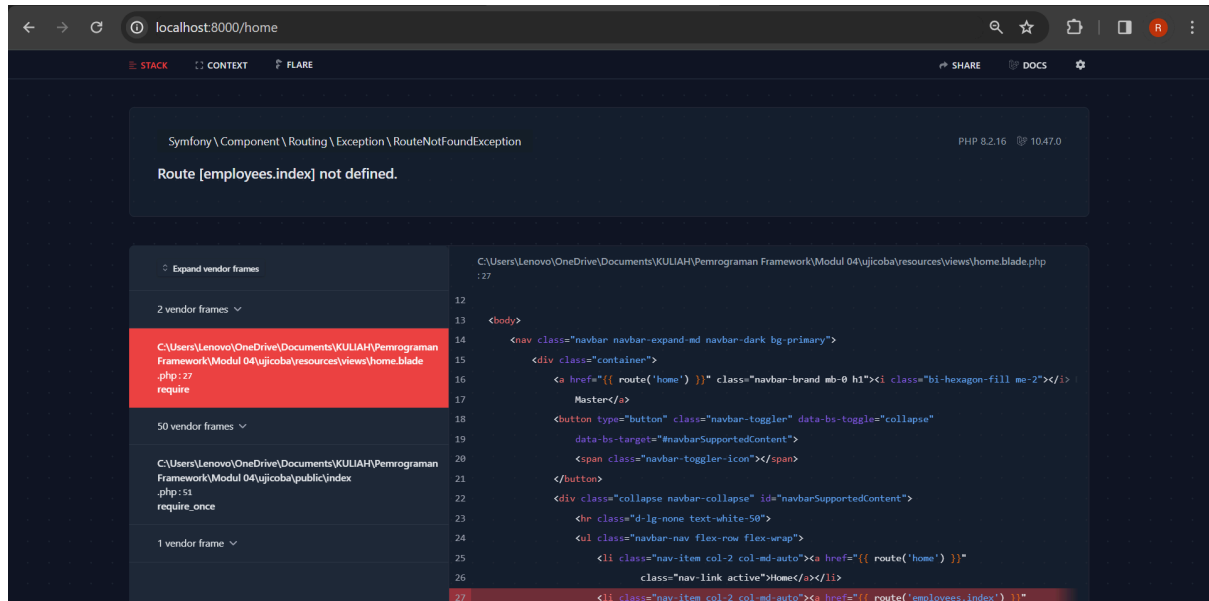 localhost:8000/home
R
STACK
CONTEXT
FLARE
SHARE
DOCS
Symfony \ Component \ Routing \ Exception \ RouteNotFoundException
PHP 8.2.16
10.47.0
Route [employees.index] not defined.
Expand vendor frames
2 vendor frames
C:\Users\Lenovo\OneDrive\Documents\KULIAH\Pemrograman
Framework\Modul 04\ujicoba\resources\views\home.blade
.php : 27
require
50 vendor frames
C:\Users\Lenovo\OneDrive\Documents\KULIAH\Pemrograman
Framework\Modul 04\ujicoba\public\index
.php : 51
require_once
1 vendor frame
C:\Users\Lenovo\OneDrive\Documents\KULIAH\Pemrograman Framework\Modul 04\ujicoba\resources\views\home.blade.php
: 27
12
13 <body>
14 <nav class="navbar navbar-expand-md navbar-dark bg-primary">
15 <div class="container">
16 <a href="{{ route('home') }}" class="navbar-brand mb-0 h1"><i class="bi-hexagon-fill me-2"></i>
17 Master</a>
18 <button type="button" class="navbar-toggler" data-bs-toggle="collapse"
19 data-bs-target="#navbarSupportedContent">
20 <span class="navbar-toggler-icon"></span>
21 </button>
22 <div class="collapse navbar-collapse" id="navbarSupportedContent">
23 <hr class="d-lg-none text-white-50">
24 <ul class="navbar-nav flex-row flex-wrap">
25 <li class="nav-item col-2 col-md-auto"><a href="{{ route('home') }}"
26 class="nav-link active">Home</a></li>
27 <li class="nav-item col-2 col-md-auto"><a href="{{ route('employees.index') }}"